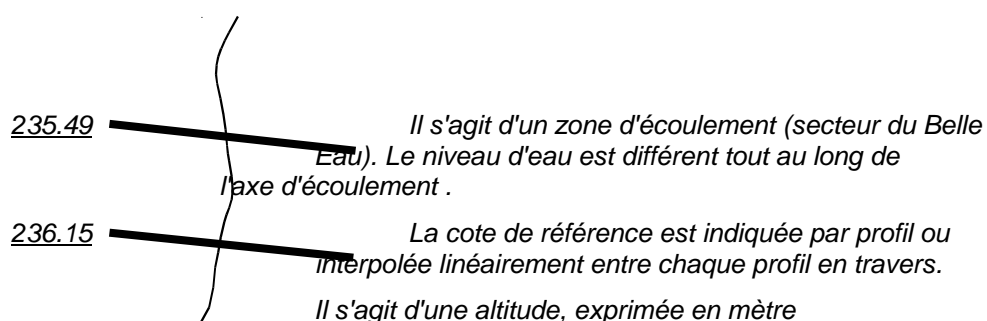 235.49 Il s'agit d'un zone d'écoulement (secteur du Belle
Eau). Le niveau d'eau est différent tout au long de
l'axe d'écoulement .
236.15 La cote de référence est indiquée par profil ou
interpolée linéairement entre chaque profil en travers.
Il s'agit d'une altitude, exprimée en mètre